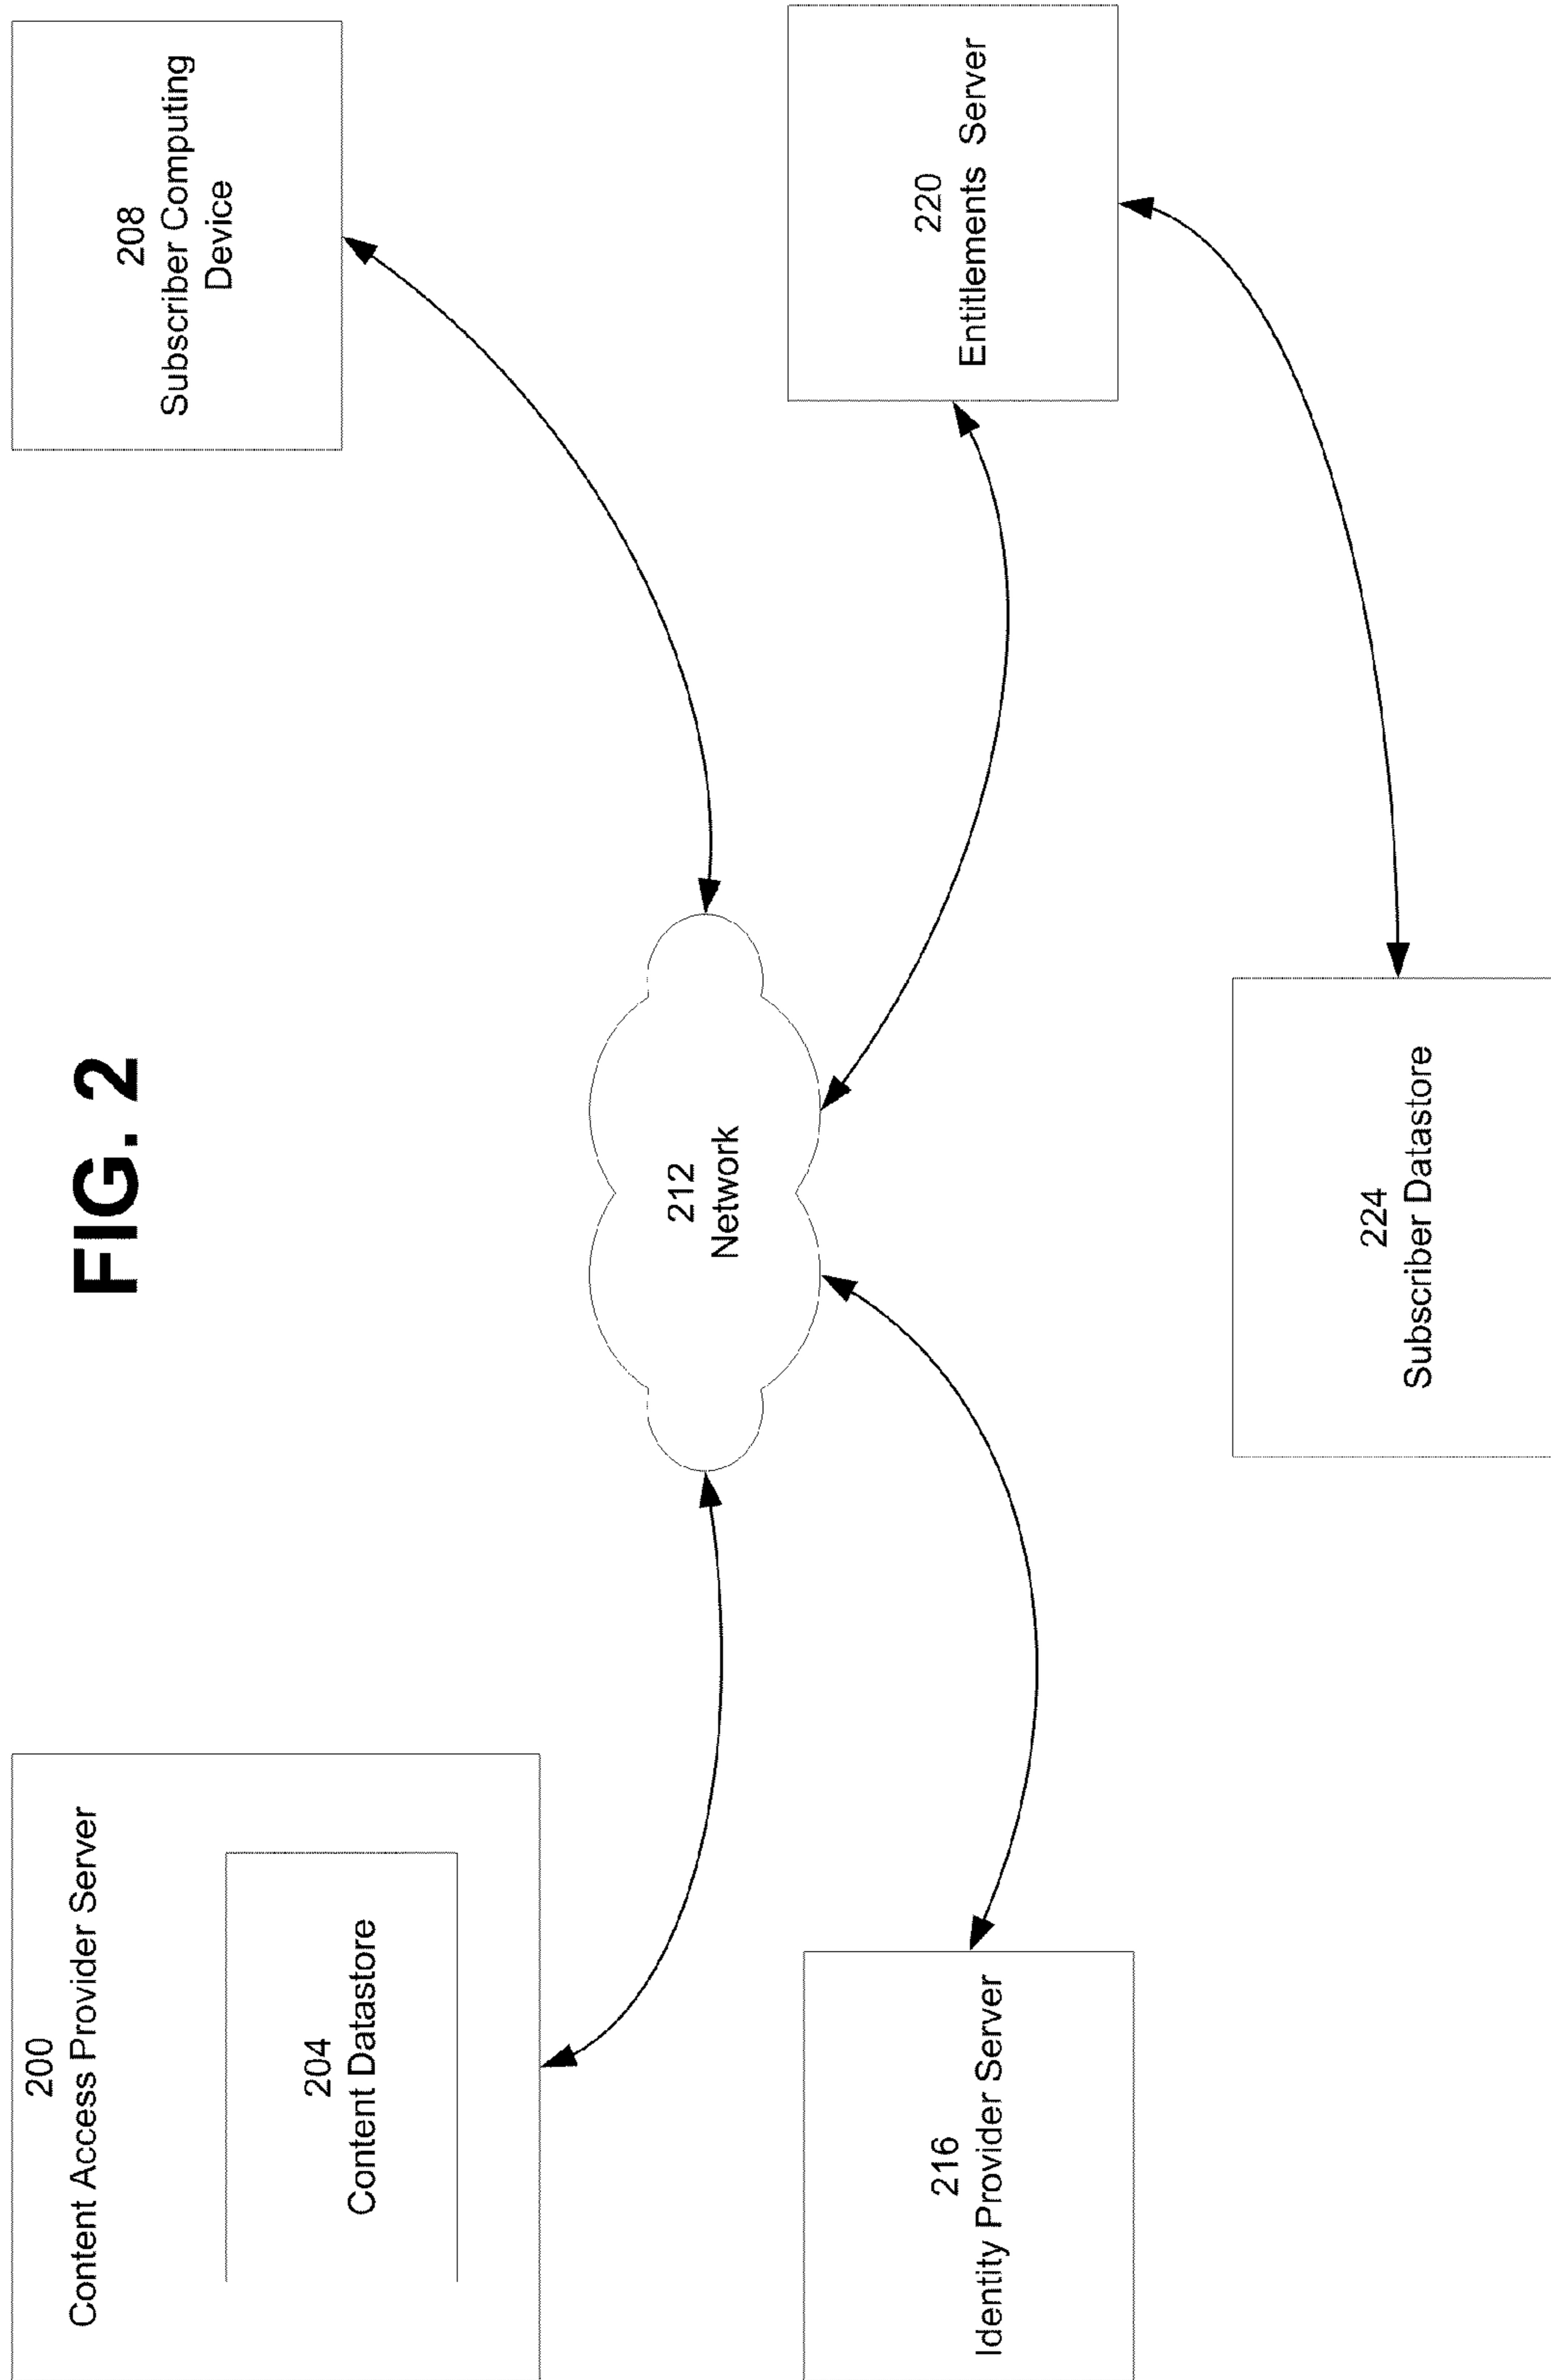 FIG. 2
200
Content Access Provider Server
204
Content Datastore
208
Subscriber Computing
Device
212
Network
216
Identity Provider Server
220
Entitlements Server
224
Subscriber Datastore